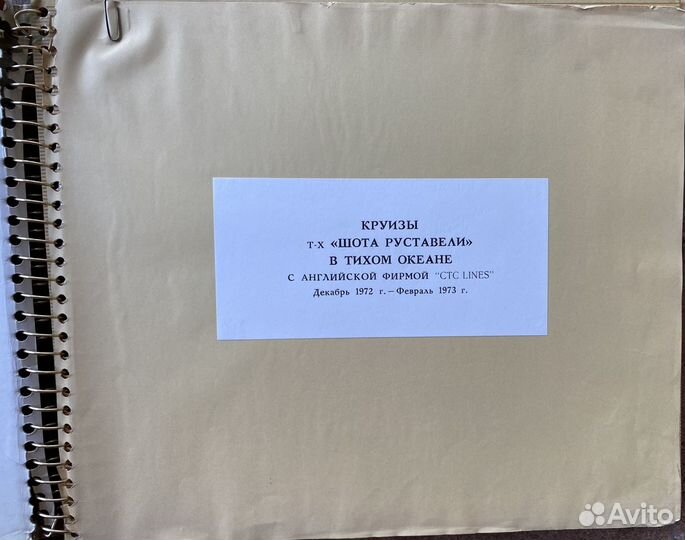 КРУИЗЫ
т-х «ШОТА РУСТАВЕЛИ»
В ТИХОМ ОКЕАНЕ
С АНГЛИЙСКОЙ ФИРМОЙ "CTC LINES"
Декабрь 1972 г. — Февраль 1973 г.
Avito